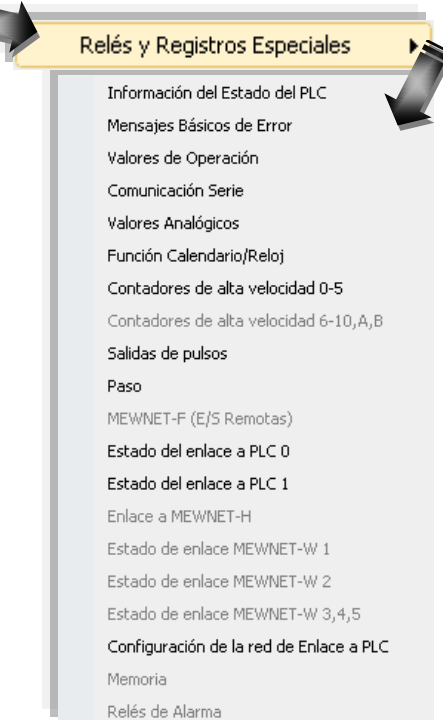 Relés y Registros Especiales
Información del Estado del PLC
Mensajes Básicos de Error
Valores de Operación
Comunicación Serie
Valores Analógicos
Función Calendario/Reloj
Contadores de alta velocidad 0-5
Contadores de alta velocidad 6-10,A,B
Salidas de pulsos
Paso
MEWNET-F (E/S Remotas)
Estado del enlace a PLC 0
Estado del enlace a PLC 1
Enlace a MEWNET-H
Estado de enlace MEWNET-W 1
Estado de enlace MEWNET-W 2
Estado de enlace MEWNET-W 3,4,5
Configuración de la red de Enlace a PLC
Memoria
Relés de Alarma